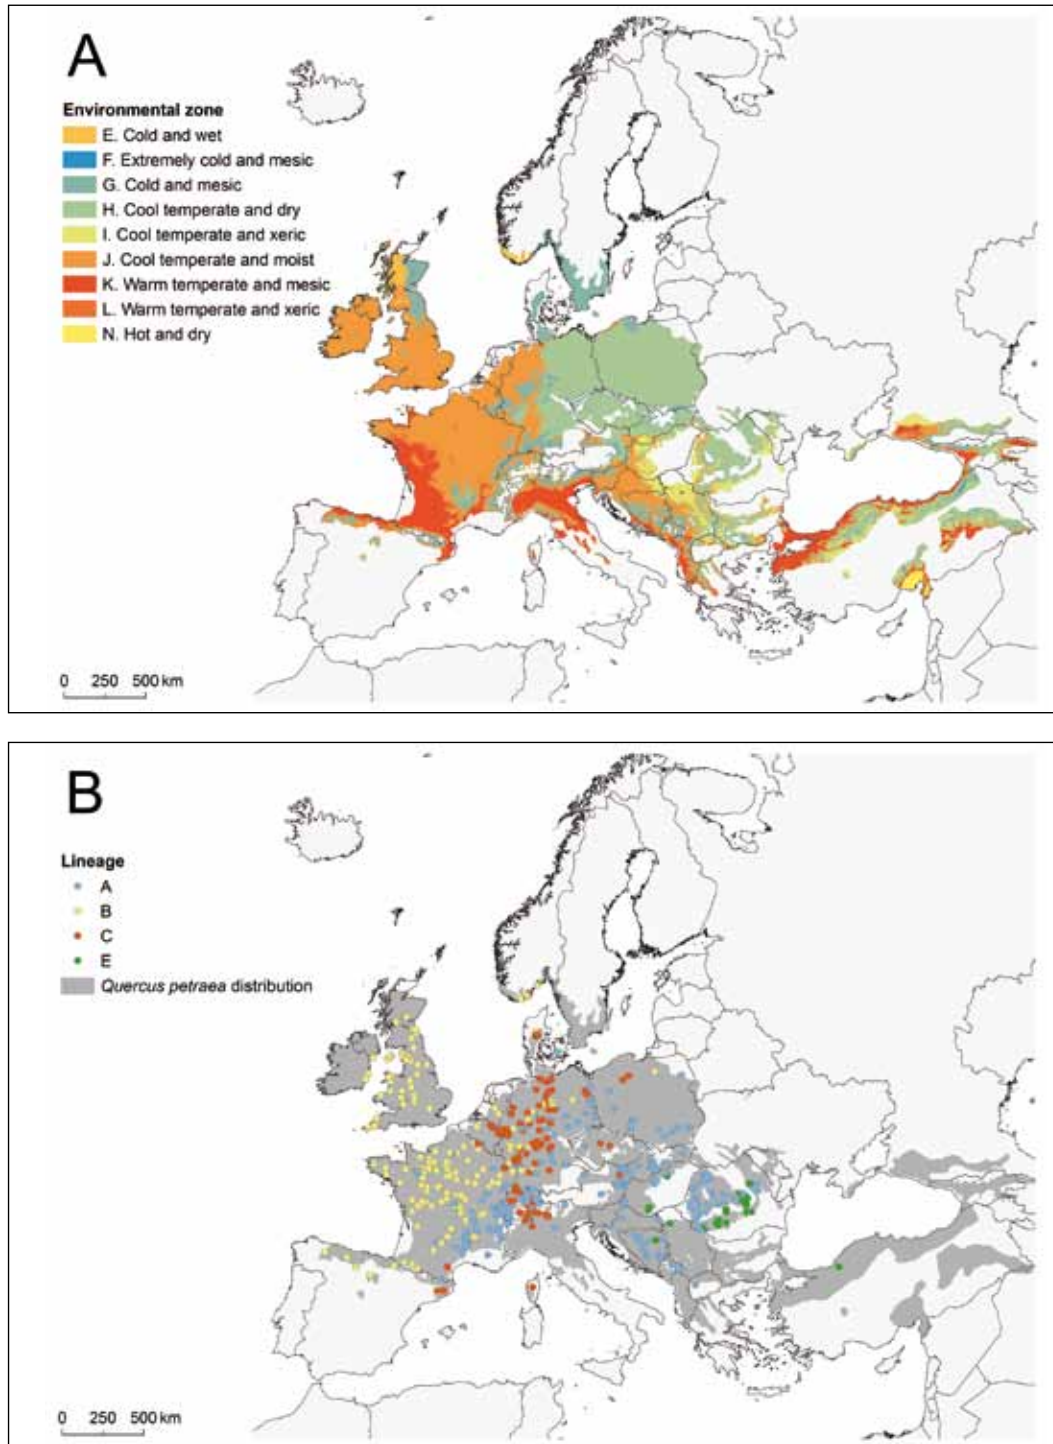 A
Environmental zone
E. Cold and wet
F. Extremely cold and mesic
G. Cold and mesic
H. Cool temperate and dry
I. Cool temperate and xeric
J. Cool temperate and moist
K. Warm temperate and mesic
L. Warm temperate and xeric
N. Hot and dry
0 250 500 km
B
Lineage
A
B
C
E
Quercus petraea distribution
0 250 500 km